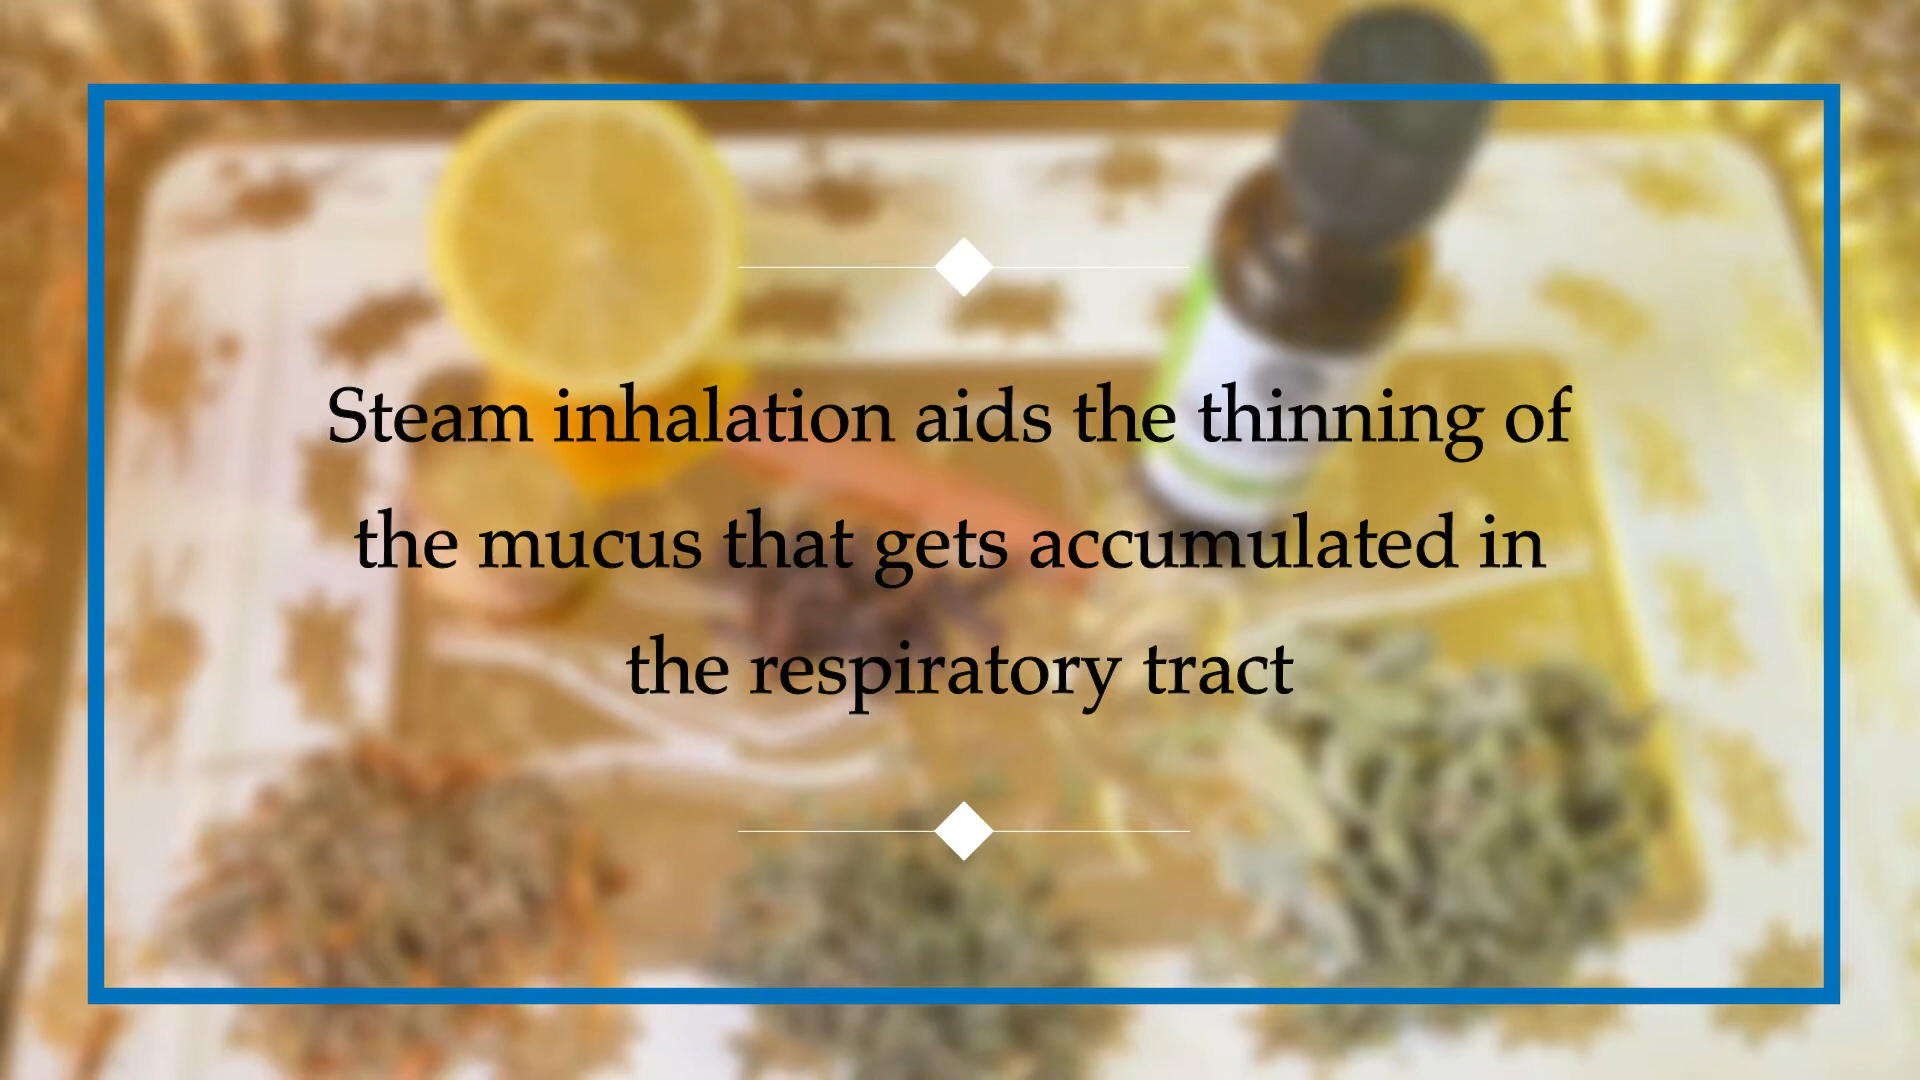 Steam inhalation aids the thinning of
the mucus that gets accumulated in
the respiratory tract